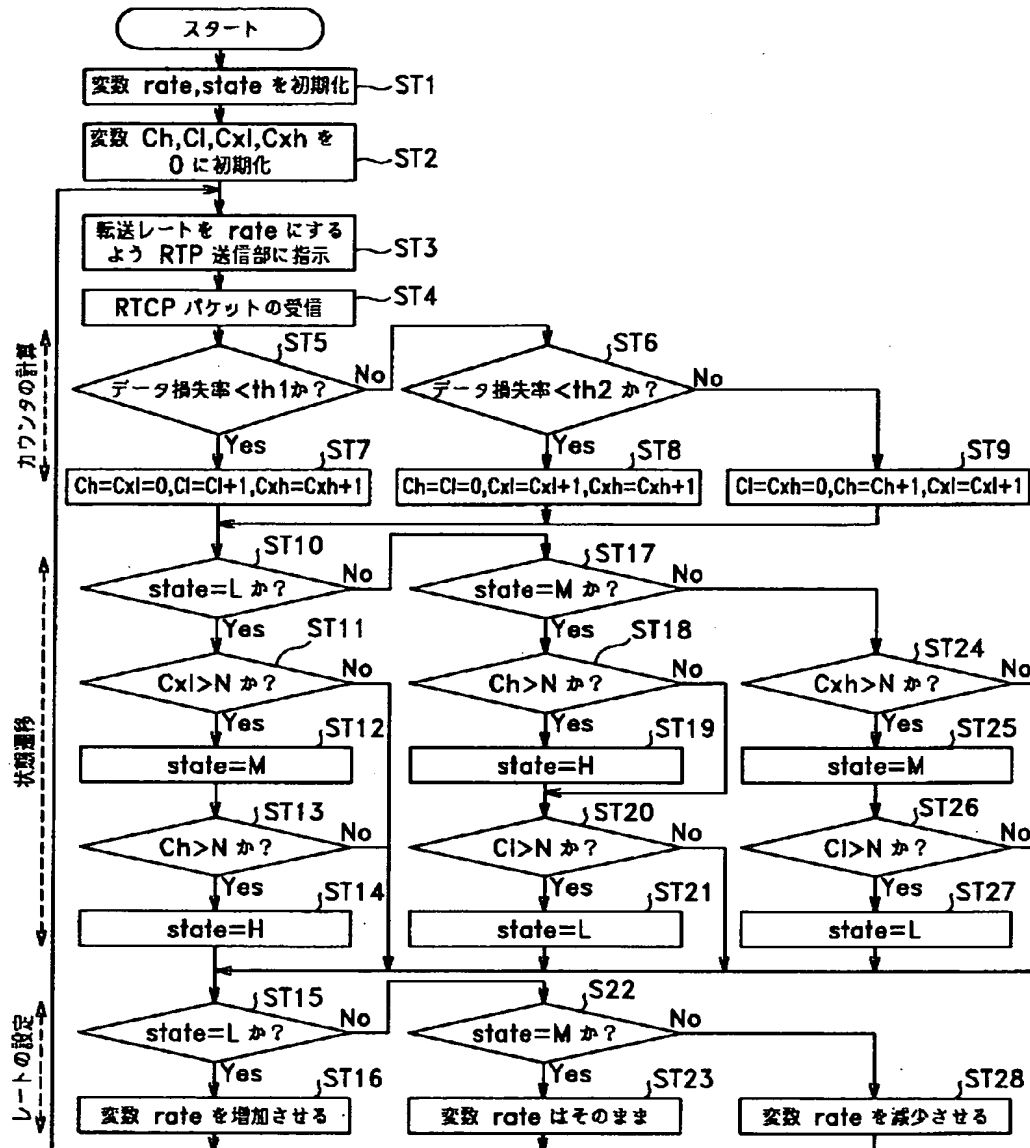 スタート
変数 rate,state を初期化
ST1
変数 Ch,Cl,Cxl,Cxh を
0 に初期化
ST2
転送レートを rate にする
よう RTP 送信部に指示
ST3
RTCP パケットの受信
ST4
カウンタの計算
ST5
データ損失率<th1か?
No
Yes
ST6
データ損失率<th2 か?
No
Yes
ST7
Ch=Cxl=0,Cl=Cl+1,Cxh=Cxh+1
ST8
Ch=Cl=0,Cxl=Cxl+1,Cxh=Cxh+1
ST9
Cl=Cxh=0,Ch=Ch+1,Cxl=Cxl+1
状態遷移
ST10
state=L か?
No
Yes
ST17
state=M か?
No
Yes
ST11
Cxl>N か?
No
Yes
ST18
Ch>N か?
No
Yes
ST24
Cxh>N か?
No
Yes
ST12
state=M
ST19
state=H
ST25
state=M
ST13
Ch>N か?
No
Yes
ST20
Cl>N か?
No
Yes
ST26
Cl>N か?
No
Yes
ST14
state=H
ST21
state=L
ST27
state=L
レートの設定
ST15
state=L か?
No
Yes
S22
state=M か?
No
Yes
ST16
変数 rate を増加させる
ST23
変数 rate はそのまま
ST28
変数 rate を減少させる